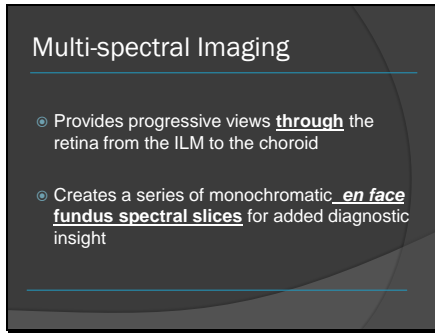 Multi-spectral Imaging
Provides progressive views through the
retina from the ILM to the choroid
Creates a series of monochromatic en face
fundus spectral slices for added diagnostic
insight